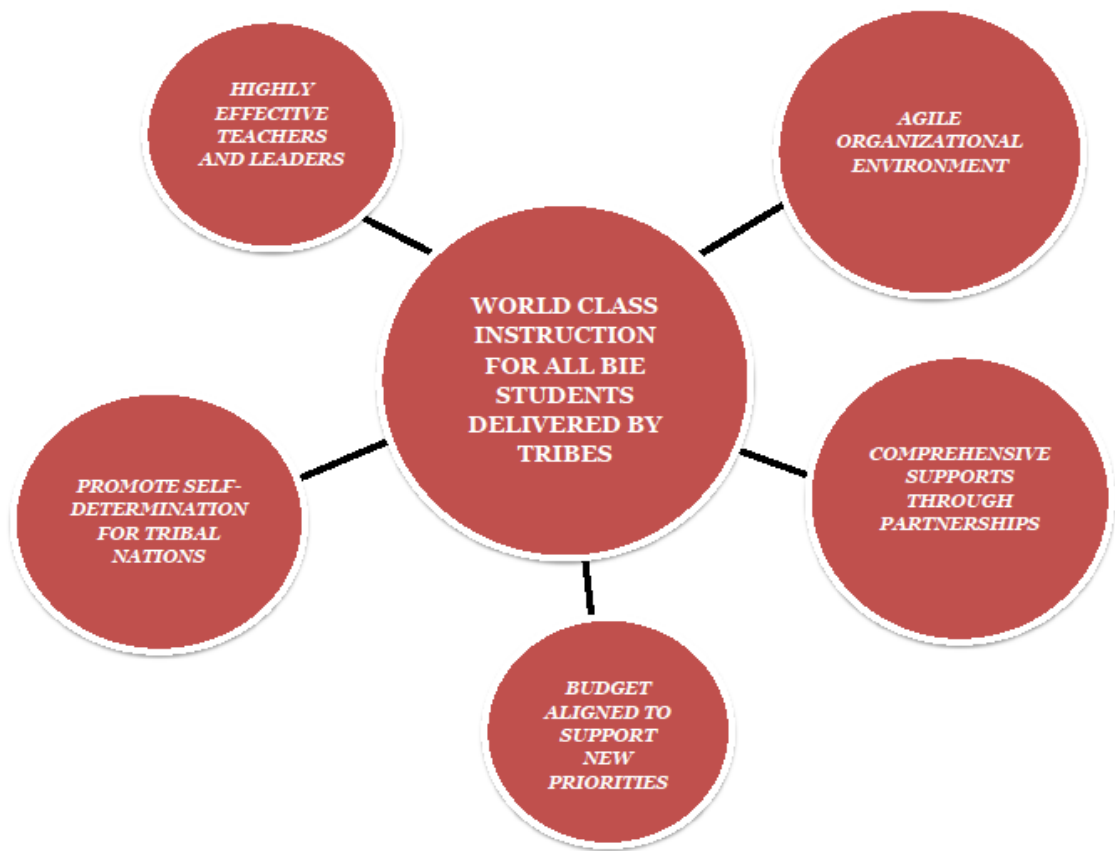 HIGHLY
EFFECTIVE
TEACHERS
AND LEADERS
AGILE
ORGANIZATIONAL
ENVIRONMENT
WORLD CLASS
INSTRUCTION
FOR ALL BIE
STUDENTS
DELIVERED BY
TRIBES
PROMOTE SELF-
DETERMINATION
FOR TRIBAL
NATIONS
COMPREHENSIVE
SUPPORTS
THROUGH
PARTNERSHIPS
BUDGET
ALIGNED TO
SUPPORT
NEW
PRIORITIES